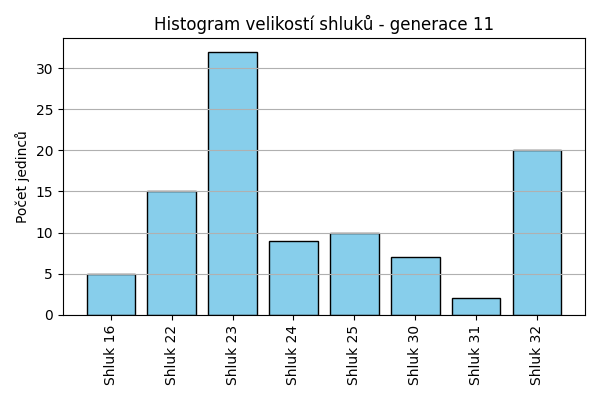 Histogram velikostí shluků - generace 11
Počet jedinců
30
25
20
15
10
5
0
Shluk 16
Shluk 22
Shluk 23
Shluk 24
Shluk 25
Shluk 30
Shluk 31
Shluk 32